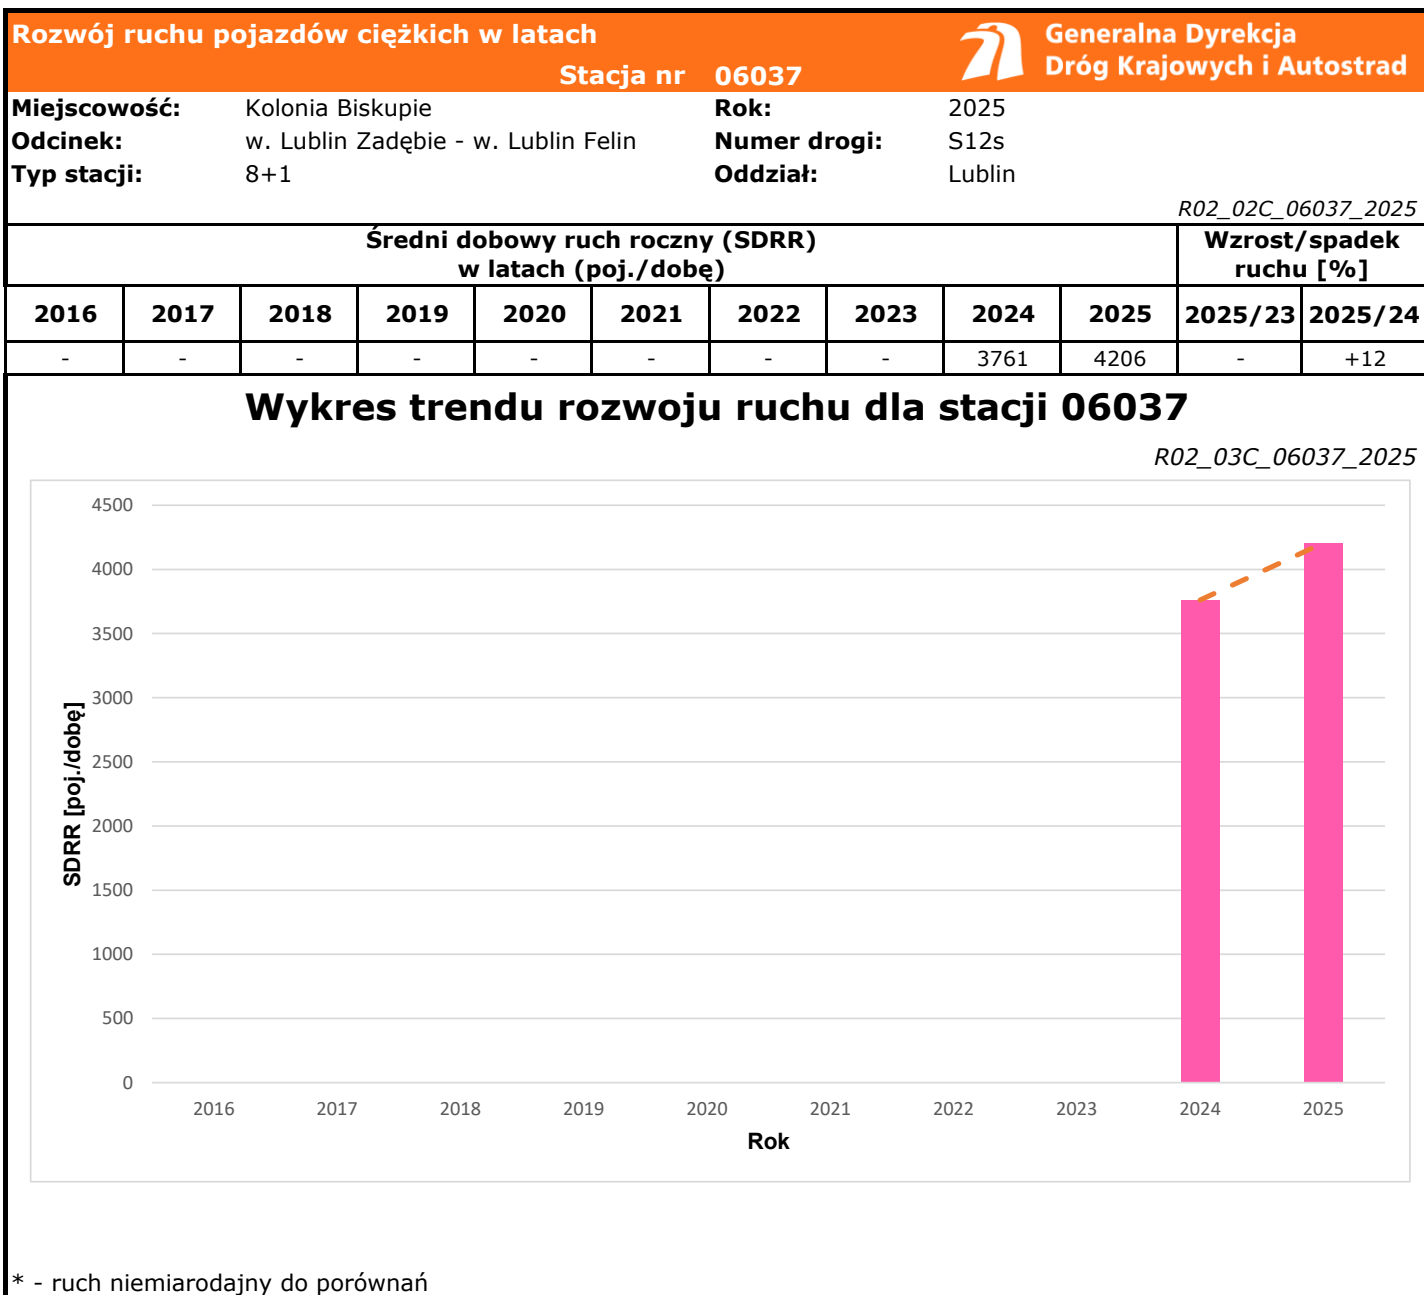 Rozwój ruchu pojazdów ciężkich w latach
Generalna Dyrekcja
Dróg Krajowych i Autostrad
Stacja nr 06037
Miejscowość: Kolonia Biskupie Rok: 2025
Odcinek: w. Lublin Zadębie - w. Lublin Felin Numer drogi: S12s
Typ stacji: 8+1 Oddział: Lublin
R02_02C_06037_2025
Średni dobowy ruch roczny (SDRR)
w latach (poj./dobę)
Wzrost/spadek
ruchu [%]
2016 2017 2018 2019 2020 2021 2022 2023 2024 2025 2025/23 2025/24
- - - - - - - - 3761 4206 - +12
Wykres trendu rozwoju ruchu dla stacji 06037
R02_03C_06037_2025
4500
4000
3500
3000
2500
2000
1500
1000
500
0
SDRR [poj./dobę]
2016 2017 2018 2019 2020 2021 2022 2023 2024 2025
Rok
* - ruch niemiarodajny do porównań